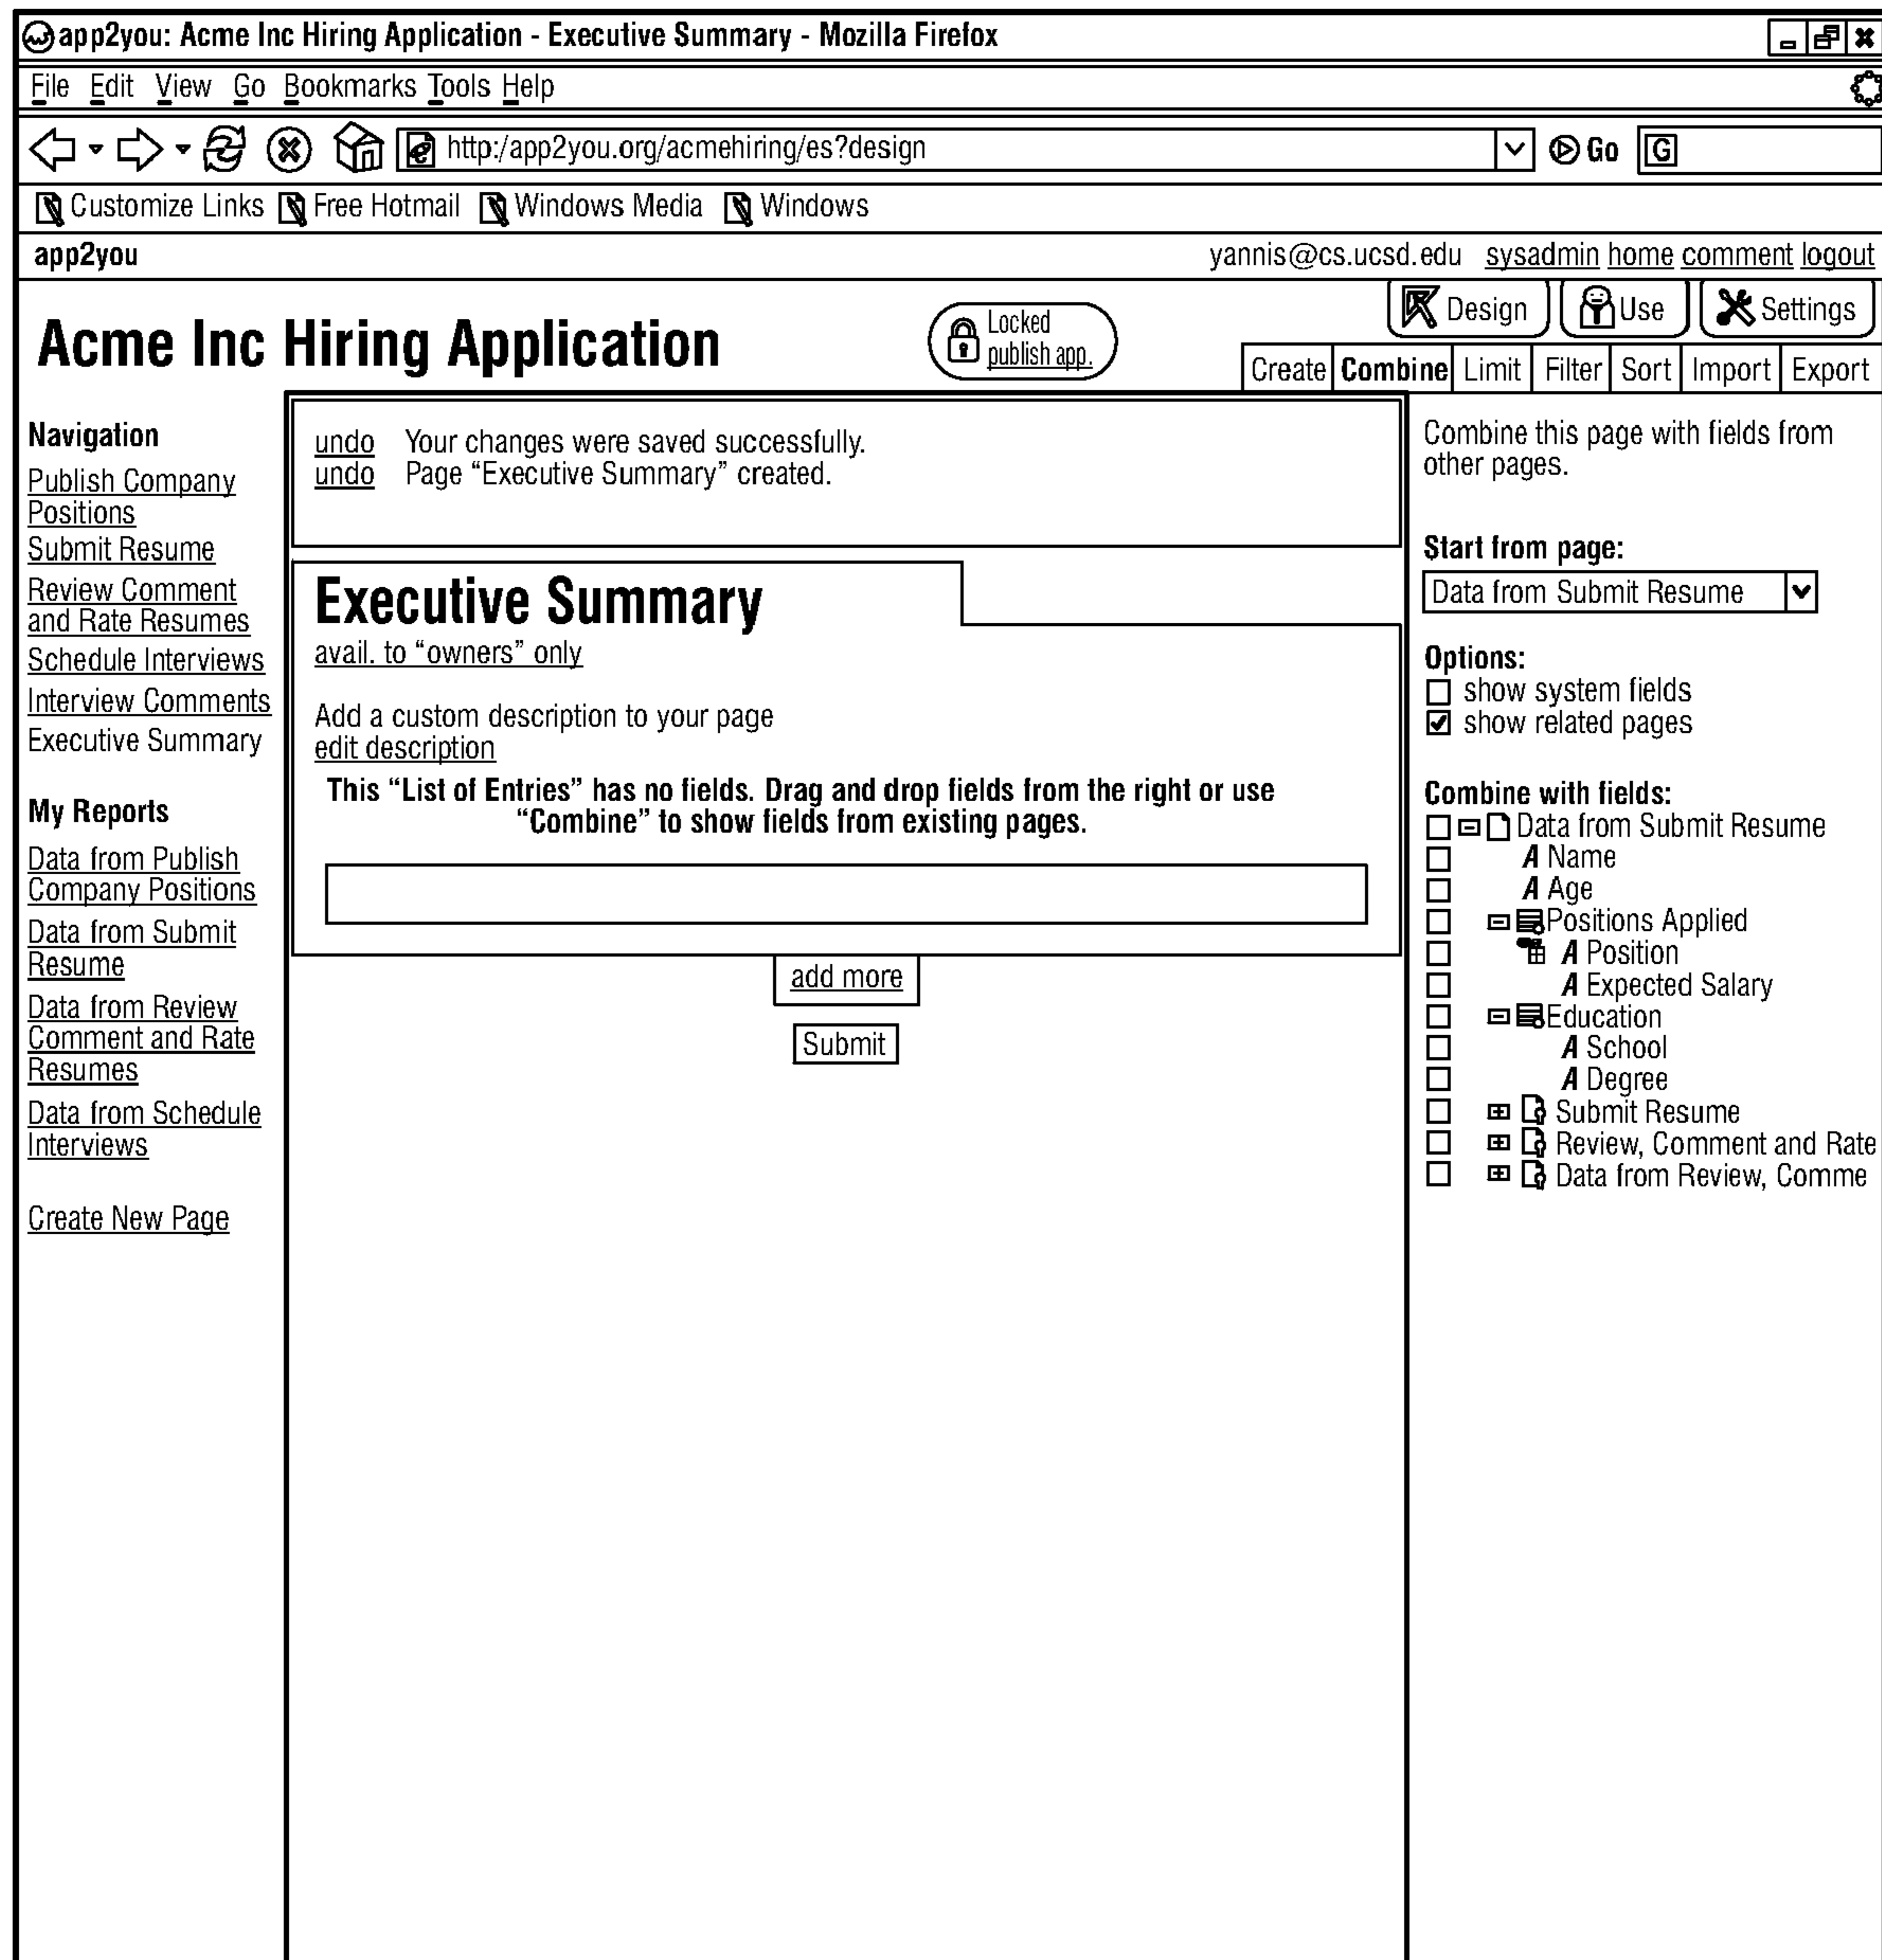 app2you: Acme Inc Hiring Application - Executive Summary - Mozilla Firefox
File Edit View Go Bookmarks Tools Help
http:/app2you.org/acmehiring/es?design
Go
G
Customize Links Free Hotmail Windows Media Windows
app2you
yannis@cs.ucsd.edu sysadmin home comment logout
Acme Inc Hiring Application
Locked
publish app.
Design Use Settings
Create Combine Limit Filter Sort Import Export
Navigation
Publish Company
Positions
Submit Resume
Review Comment
and Rate Resumes
Schedule Interviews
Interview Comments
Executive Summary
My Reports
Data from Publish
Company Positions
Data from Submit
Resume
Data from Review
Comment and Rate
Resumes
Data from Schedule
Interviews
Create New Page
undo Your changes were saved successfully.
undo Page “Executive Summary” created.
Executive Summary
avail. to “owners” only
Add a custom description to your page
edit description
This “List of Entries” has no fields. Drag and drop fields from the right or use
“Combine” to show fields from existing pages.
add more
Submit
Combine this page with fields from
other pages.
Start from page:
Data from Submit Resume
Options:
show system fields
show related pages
Combine with fields:
Data from Submit Resume
A Name
A Age
Positions Applied
A Position
A Expected Salary
Education
A School
A Degree
Submit Resume
Review, Comment and Rate
Data from Review, Comme